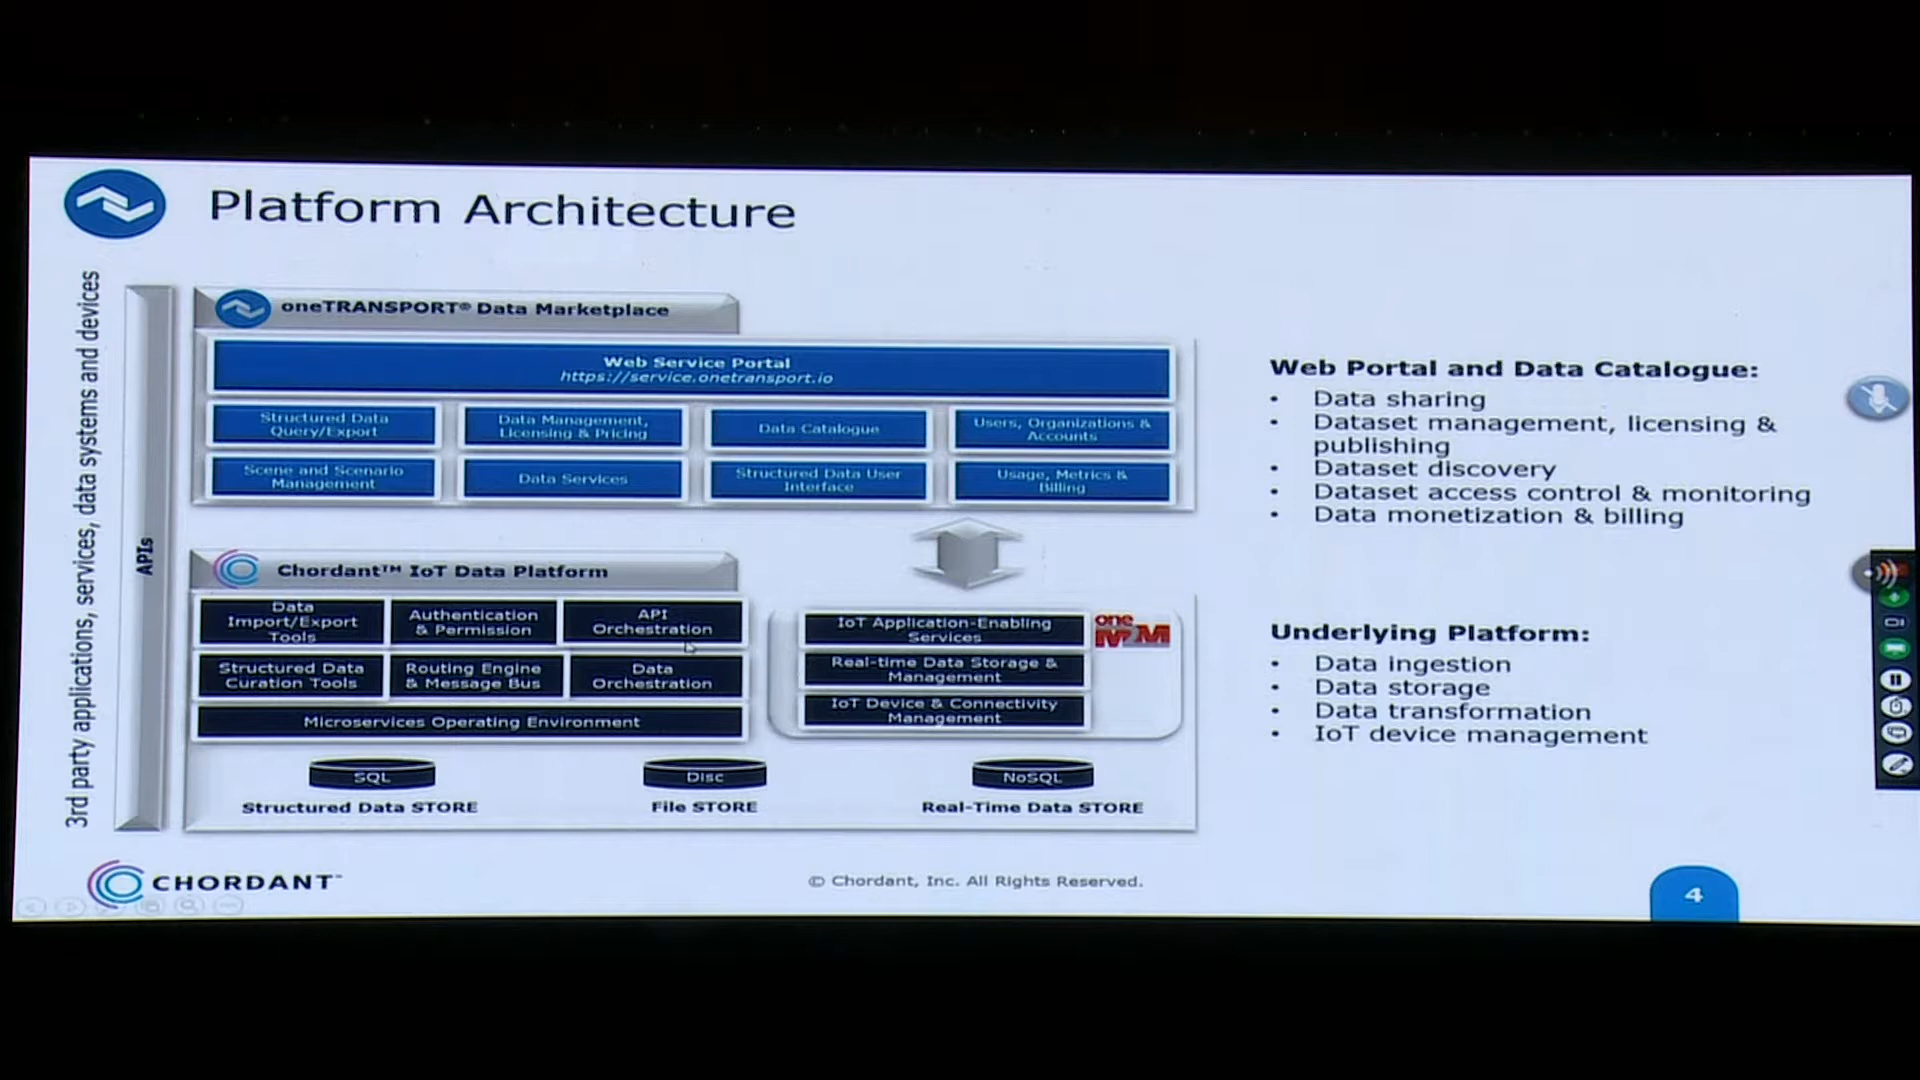 Platform Architecture
3rd party applications, services, data systems and devices
APIs
oneTRANSPORT® Data Marketplace
Web Service Portal
https://service.onetransport.io
Structured Data
Query/Export
Data Management,
Licensing & Pricing
Data Catalogue
Users, Organizations &
Accounts
Scene and Scenario
Management
Data Services
Structured Data User
Interface
Usage, Metrics &
Billing
Chordant™ IoT Data Platform
Data
Import/Export
Tools
Authentication
& Permission
API
Orchestration
Structured Data
Curation Tools
Routing Engine
& Message Bus
Data
Orchestration
Microservices Operating Environment
IoT Application-Enabling
Services
Real-time Data Storage &
Management
IoT Device & Connectivity
Management
one
M2M
SQL
Structured Data STORE
Disc
File STORE
NoSQL
Real-Time Data STORE
Web Portal and Data Catalogue:
• Data sharing
• Dataset management, licensing &
publishing
• Dataset discovery
• Dataset access control & monitoring
• Data monetization & billing
Underlying Platform:
• Data ingestion
• Data storage
• Data transformation
• IoT device management
CHORDANT™
© Chordant, Inc. All Rights Reserved.
4